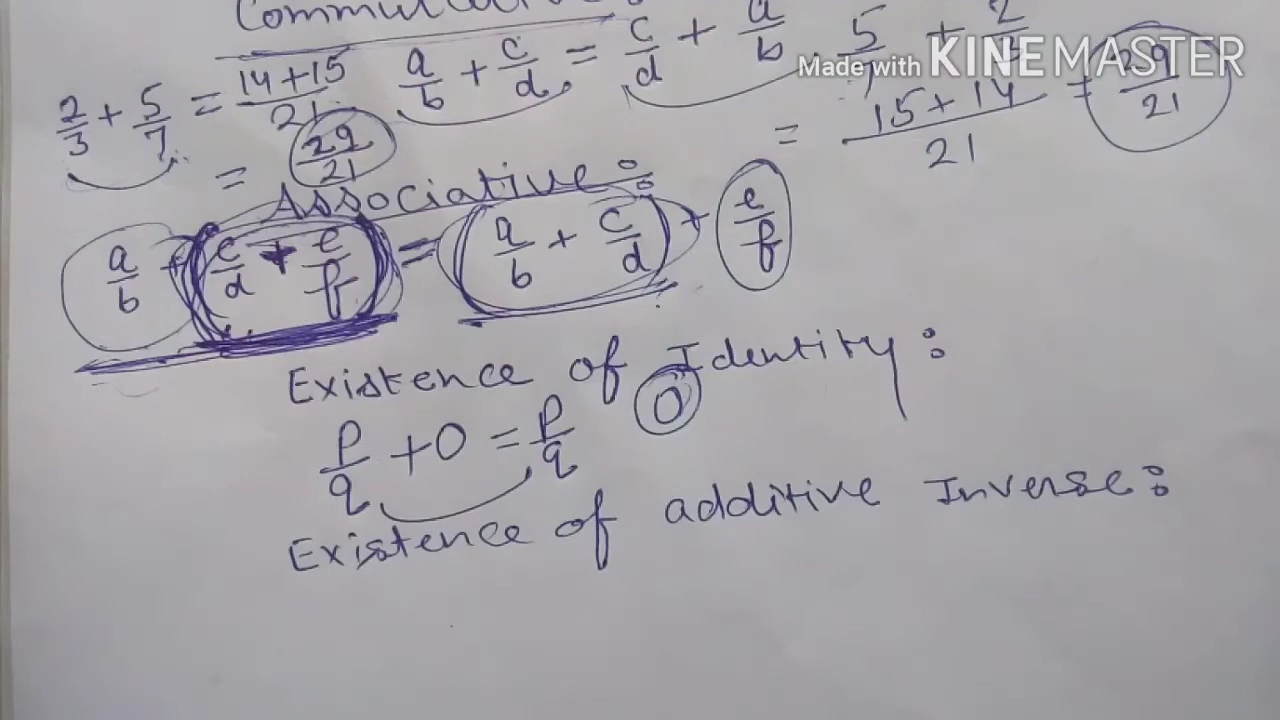 Commutative:
2/3 + 5/7 = 14+15/21
= 29/21
a/b + c/d = c/d + a/b
5/7 + 2/3
= 15+14/21 = 29/21
Made with KINEMASTER
Associative:
a/b + (c/d + e/f) = (a/b + c/d) + e/f
Existence of Identity:
p/q + 0 = p/q 0
Existence of additive Inverse: